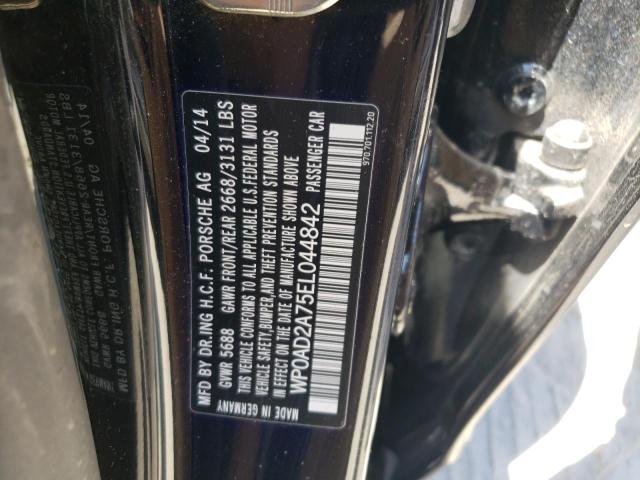 MFD BY DR.ING H.C.F. PORSCHE AG 04/14
GVWR 5688 GAWR FRONT/REAR 2668/3131 LBS
THIS VEHICLE CONFORMS TO ALL APPLICABLE U.S.FEDERAL MOTOR
VEHICLE SAFETY,BUMPER,AND THEFT PREVENTION STANDARDS
IN EFFECT ON THE DATE OF MANUFACTURE SHOWN ABOVE
WP0AD2A75EL044842 PASSENGER CAR
MADE IN GERMANY
970.701.112.20